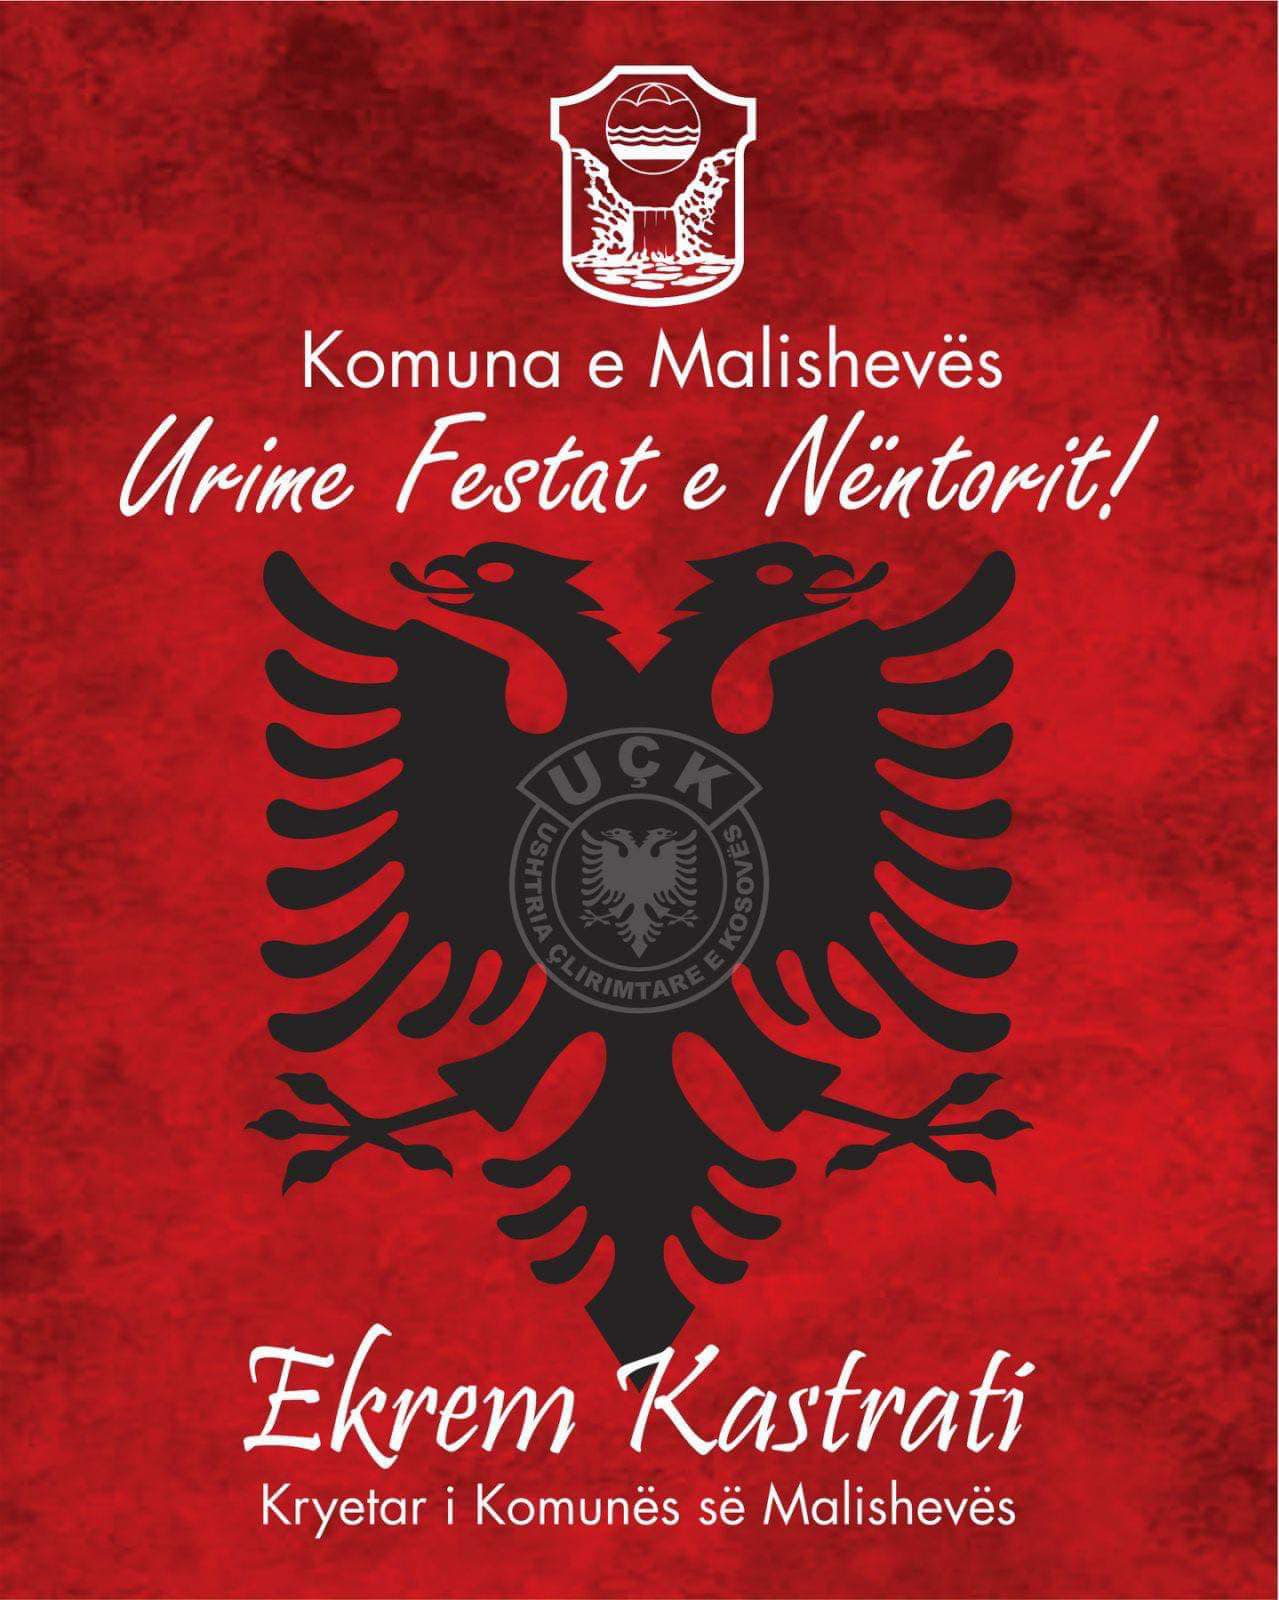 Komuna e Malishevës
Urime Festat e Nëntorit!
UÇK
USHTRIA ÇLIRIMTARE E KOSOVËS
Ekrem Kastrati
Kryetar i Komunës së Malishevës